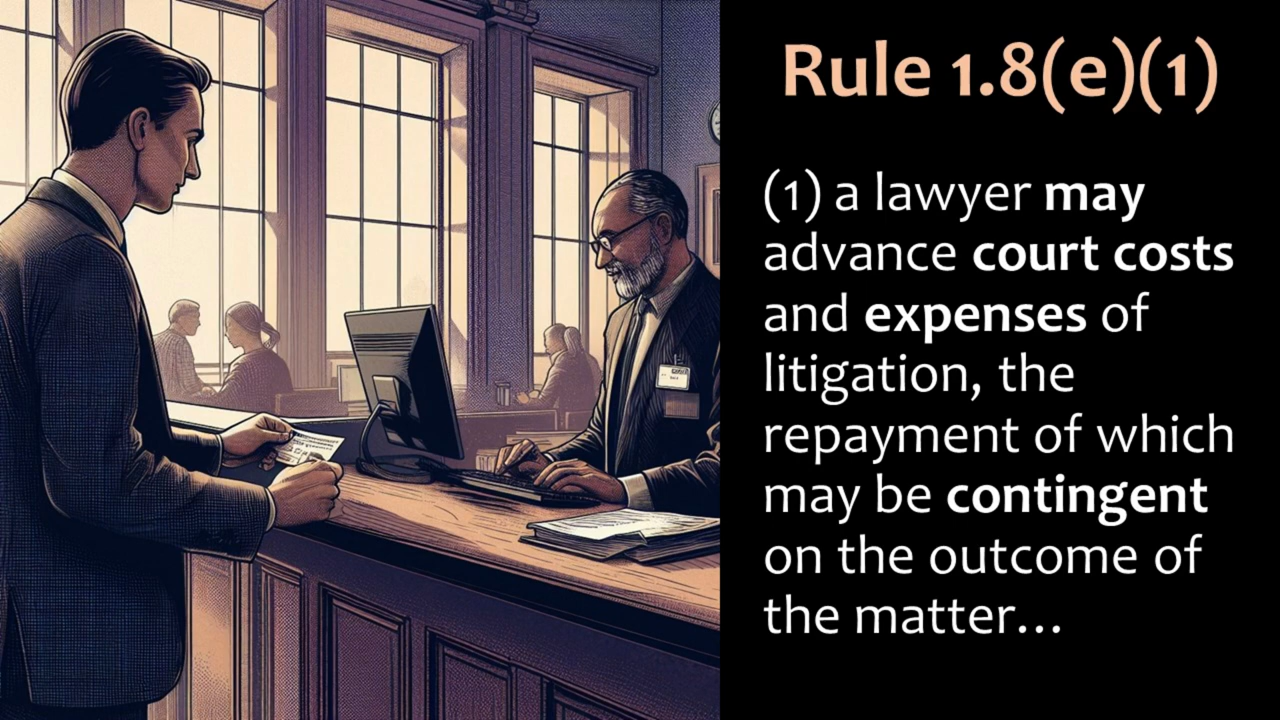 Rule 1.8(e)(1)
(1) a lawyer may
advance court costs
and expenses of
litigation, the
repayment of which
may be contingent
on the outcome of
the matter…